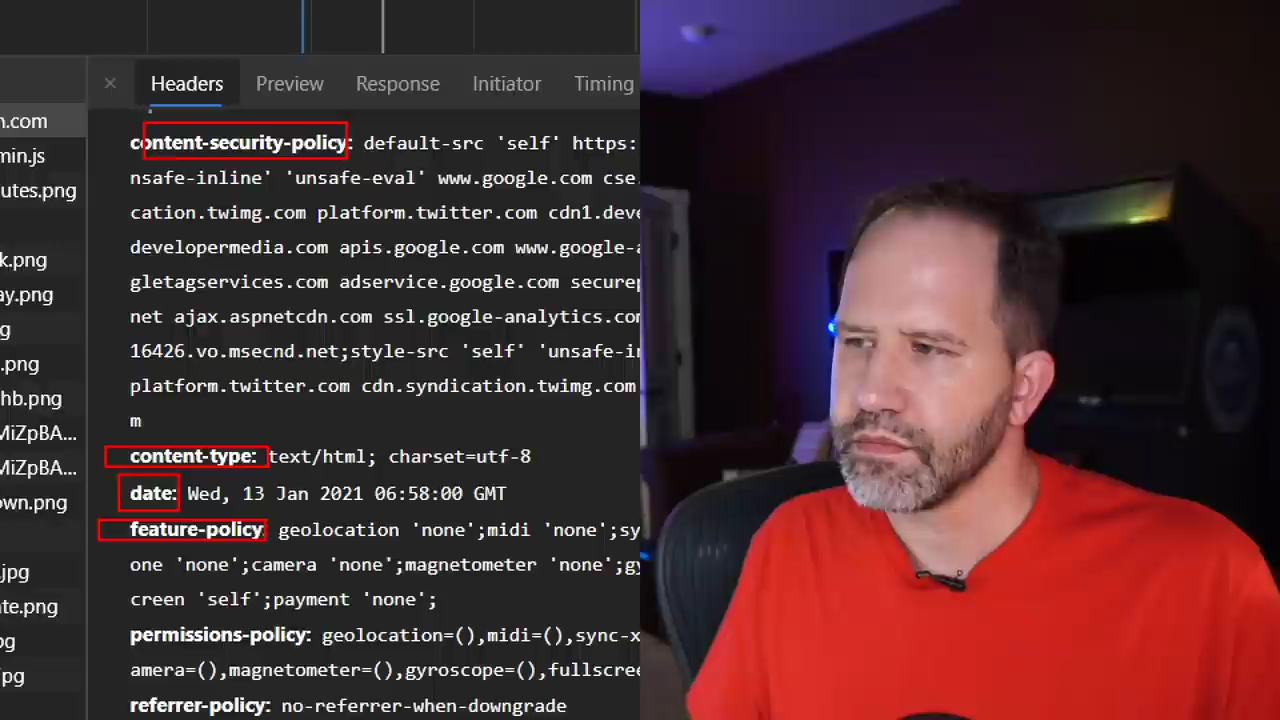 Headers Preview Response Initiator Timing
n.com
min.js
utes.png
k.png
ay.png
g
.png
hb.png
MiZpBA...
MiZpBA...
own.png
.jpg
ate.png
pg
jpg
content-security-policy: default-src 'self' https:
nsafe-inline' 'unsafe-eval' www.google.com cse.
cation.twimg.com platform.twitter.com cdn1.deve
developermedia.com apis.google.com www.google-a
gletagservices.com adservice.google.com securep
net ajax.aspnetcdn.com ssl.google-analytics.com
16426.vo.msecnd.net;style-src 'self' 'unsafe-in
platform.twitter.com cdn.syndication.twimg.com
m
content-type: text/html; charset=utf-8
date: Wed, 13 Jan 2021 06:58:00 GMT
feature-policy: geolocation 'none';midi 'none';sy
one 'none';camera 'none';magnetometer 'none';gy
creen 'self';payment 'none';
permissions-policy: geolocation=(),midi=(),sync-x
amera=(),magnetometer=(),gyroscope=(),fullscree
referrer-policy: no-referrer-when-downgrade